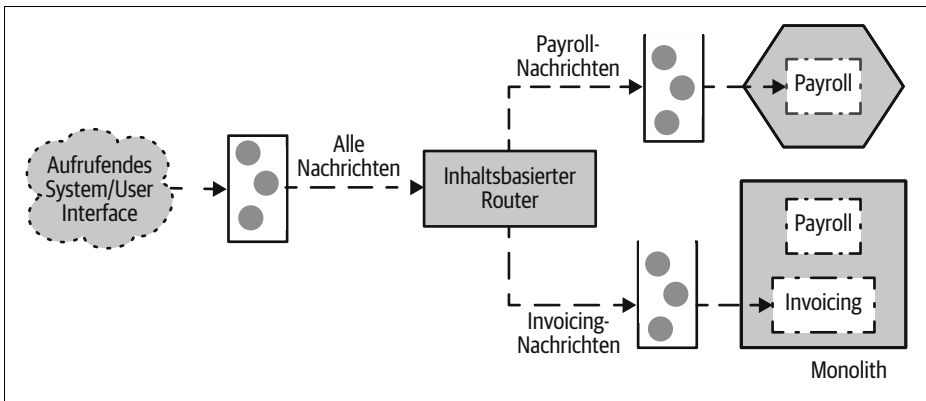 Payroll-
Nachrichten
Payroll
Aufrufendes
System/User
Interface
Alle
Nachrichten
Inhaltsbasierter
Router
Payroll
Invoicing
Invoicing-
Nachrichten
Monolith